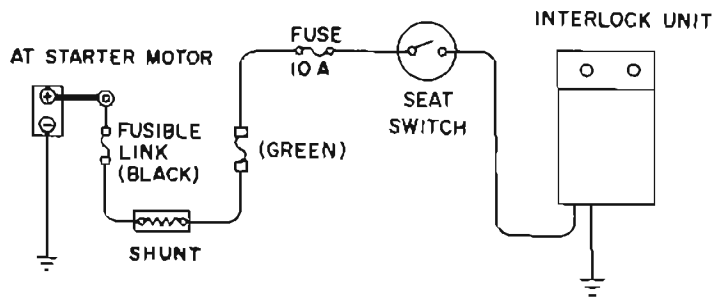 INTERLOCK UNIT
FUSE
10 A
AT STARTER MOTOR
SEAT
SWITCH
+
−
FUSIBLE
LINK
(BLACK)
(GREEN)
SHUNT